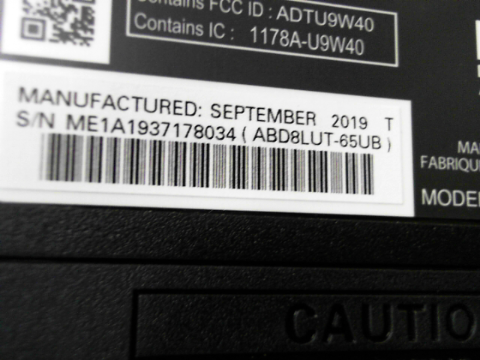 Contains FCC ID : ADTU9W40
Contains IC : 1178A-U9W40
MANUFACTURED: SEPTEMBER 2019 T
S/N ME1A1937178034 ( ABD8LUT-65UB )
MA
FABRIQU
MODE
CAUTIO